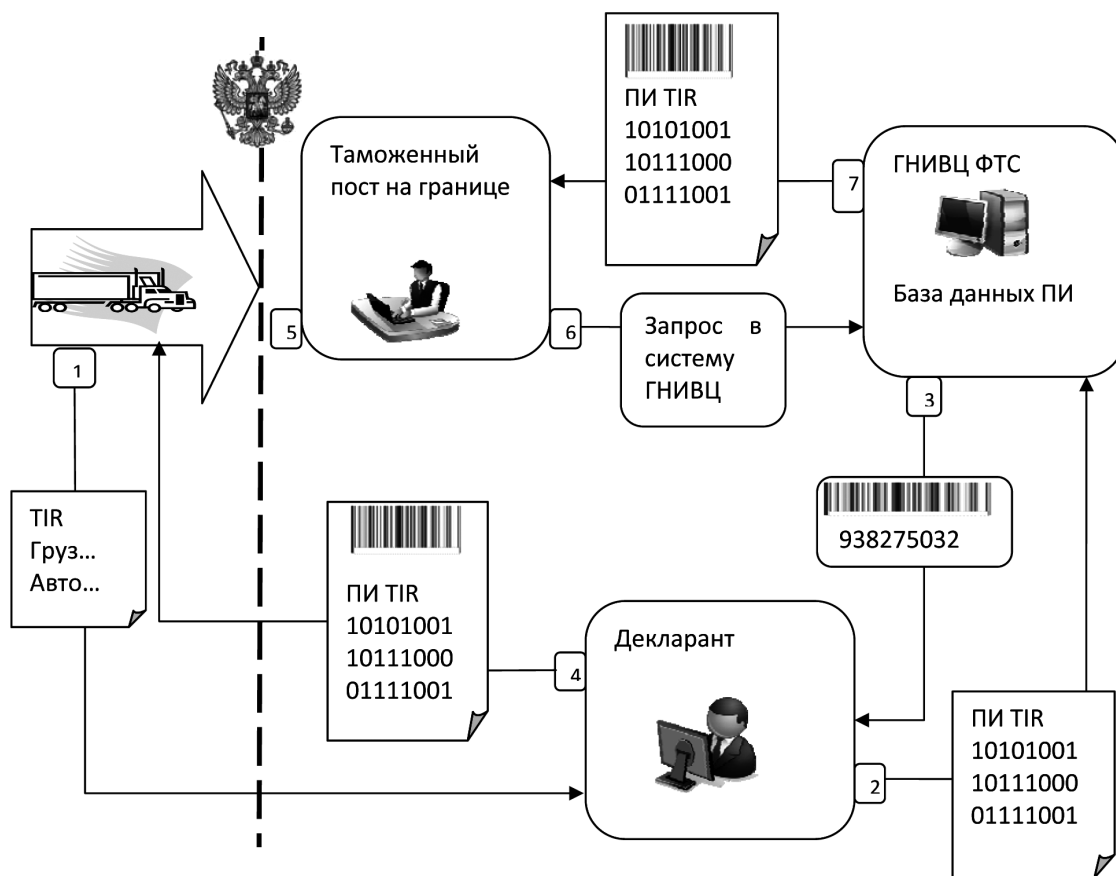 ПИ TIR
10101001
10111000
01111001
Таможенный
пост на границе
ГНИВЦ ФТС
База данных ПИ
7
5
6
Запрос в
систему
ГНИВЦ
1
3
TIR
Груз...
Авто...
938275032
ПИ TIR
10101001
10111000
01111001
4
Декларант
2
ПИ TIR
10101001
10111000
01111001